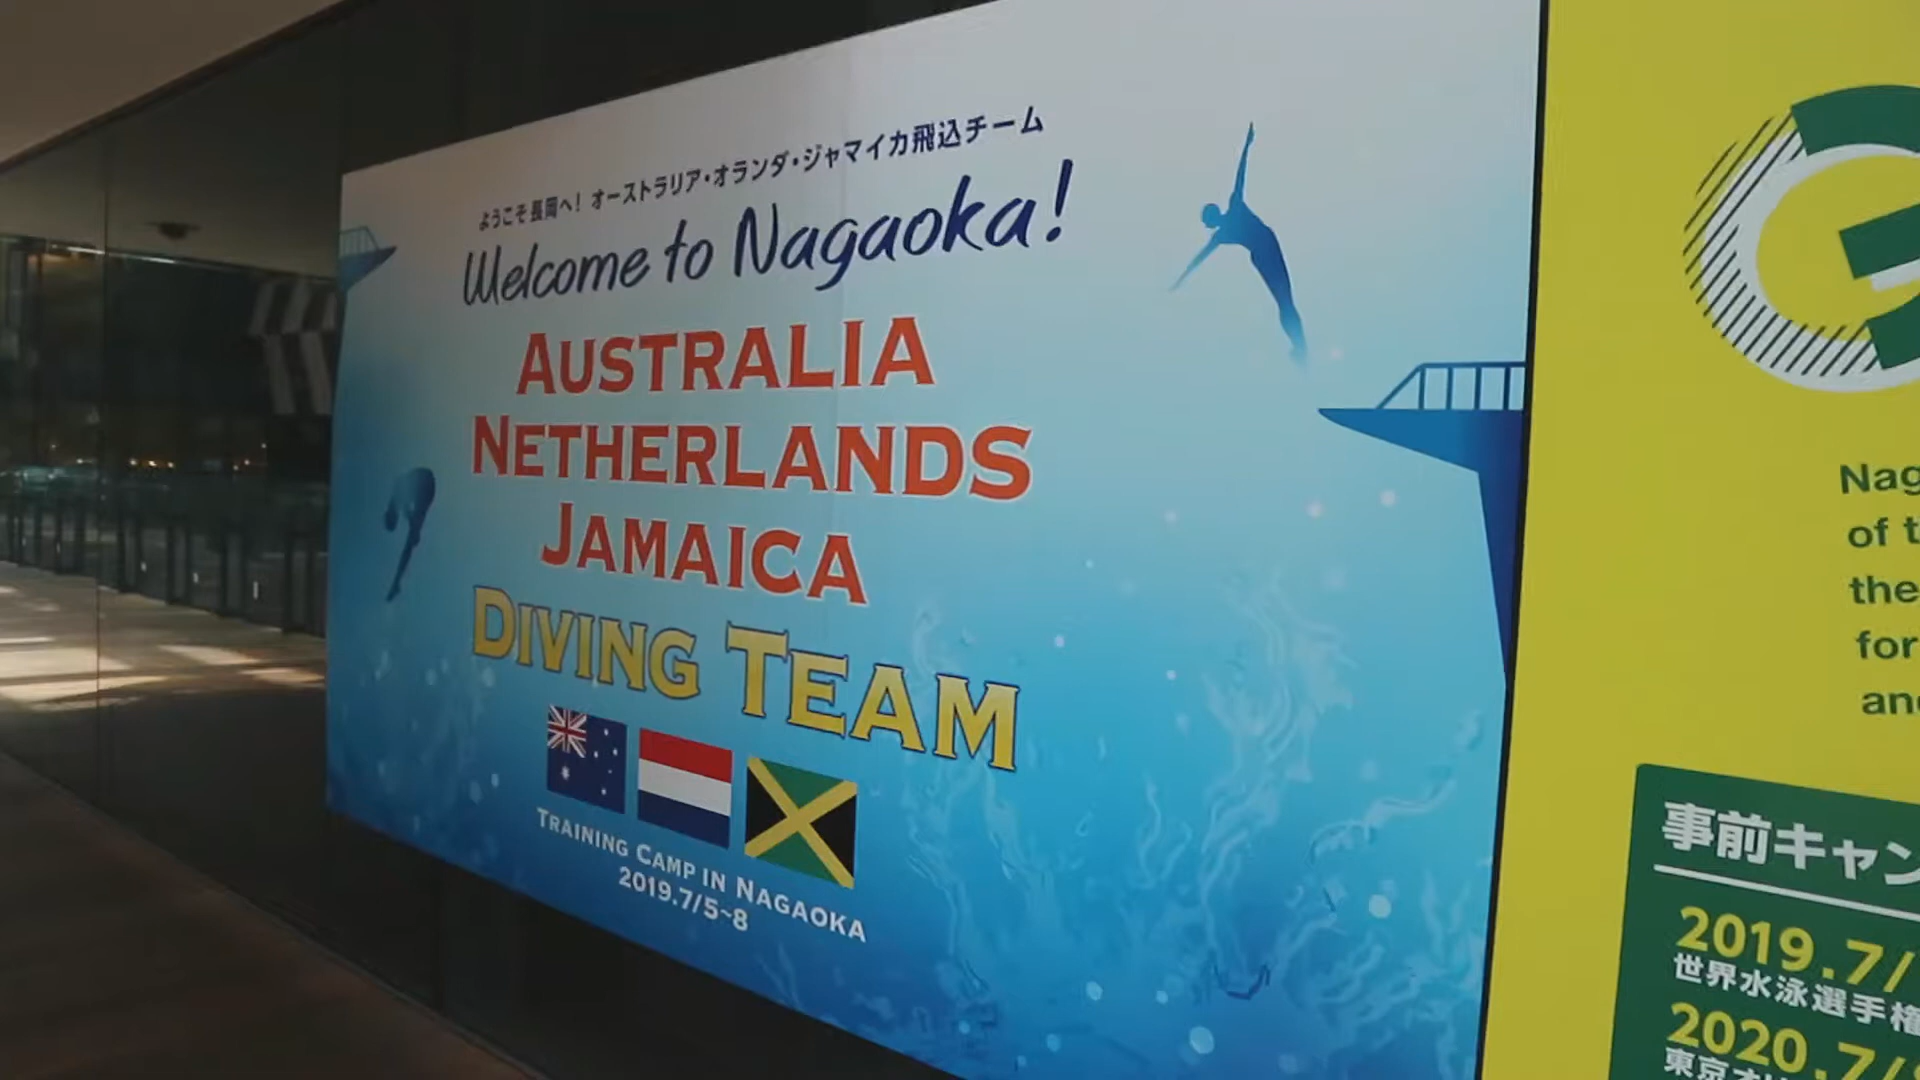 ようこそ長岡へ! オーストラリア・オランダ・ジャマイカ飛込チーム
Welcome to Nagaoka!
AUSTRALIA
NETHERLANDS
JAMAICA
DIVING TEAM
TRAINING CAMP IN NAGAOKA
2019.7/5~8
G
Nag
of t
the
for
and
事前キャン
2019.7/
世界水泳選手権
2020.7/
東京オリ